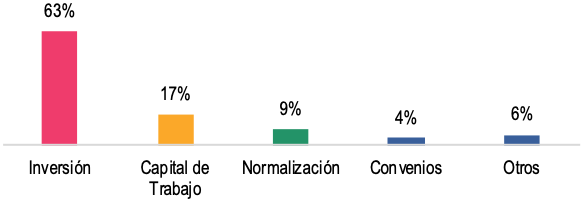 63%
17%
9%
4%
6%
Inversión
Capital de
Trabajo
Normalización
Convenios
Otros